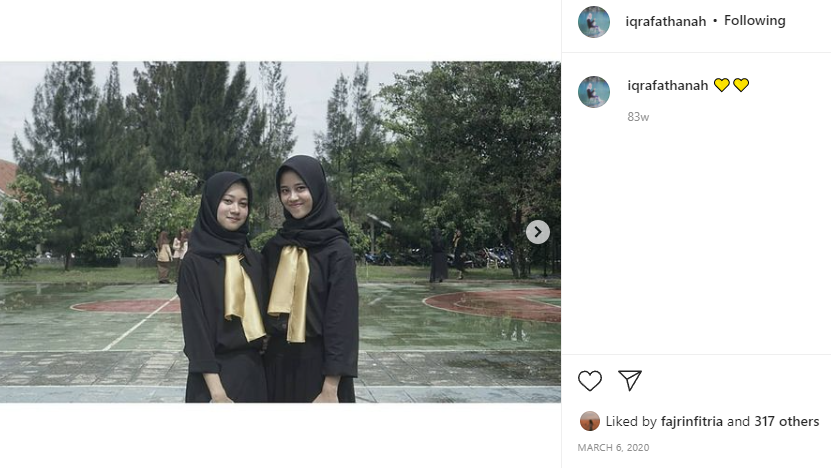 iqrafathanah • Following
iqrafathanah 💛💛
83w
Liked by fajrinfitria and 317 others
MARCH 6, 2020